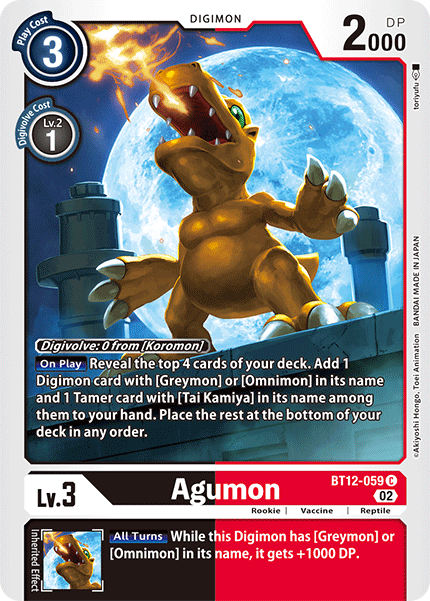 DIGIMON
Play Cost
3
DP
2000
Digivolve Cost
Lv.2
1
toriyufu
©Akiyoshi Hongo, Toei Animation BANDAI MADE IN JAPAN
Digivolve: 0 from [Koromon]
On Play Reveal the top 4 cards of your deck. Add 1
Digimon card with [Greymon] or [Omnimon] in its name
and 1 Tamer card with [Tai Kamiya] in its name among
them to your hand. Place the rest at the bottom of your
deck in any order.
BT12-059 C
Lv.3
Agumon
02
Rookie | Vaccine | Reptile
Inherited Effect
All Turns While this Digimon has [Greymon] or
[Omnimon] in its name, it gets +1000 DP.